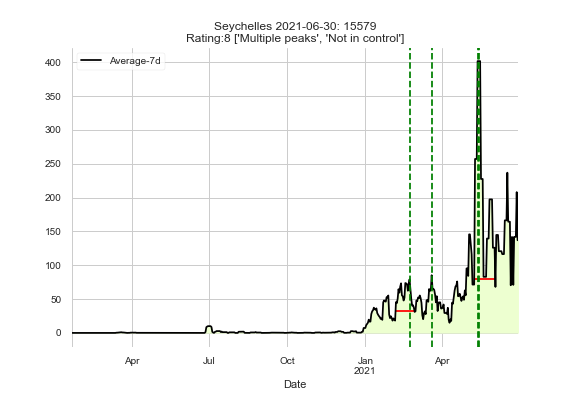 Seychelles 2021-06-30: 15579
Rating:8 ['Multiple peaks', 'Not in control']
Average-7d
400
350
300
250
200
150
100
50
0
Apr
Jul
Oct
Jan
2021
Apr
Date